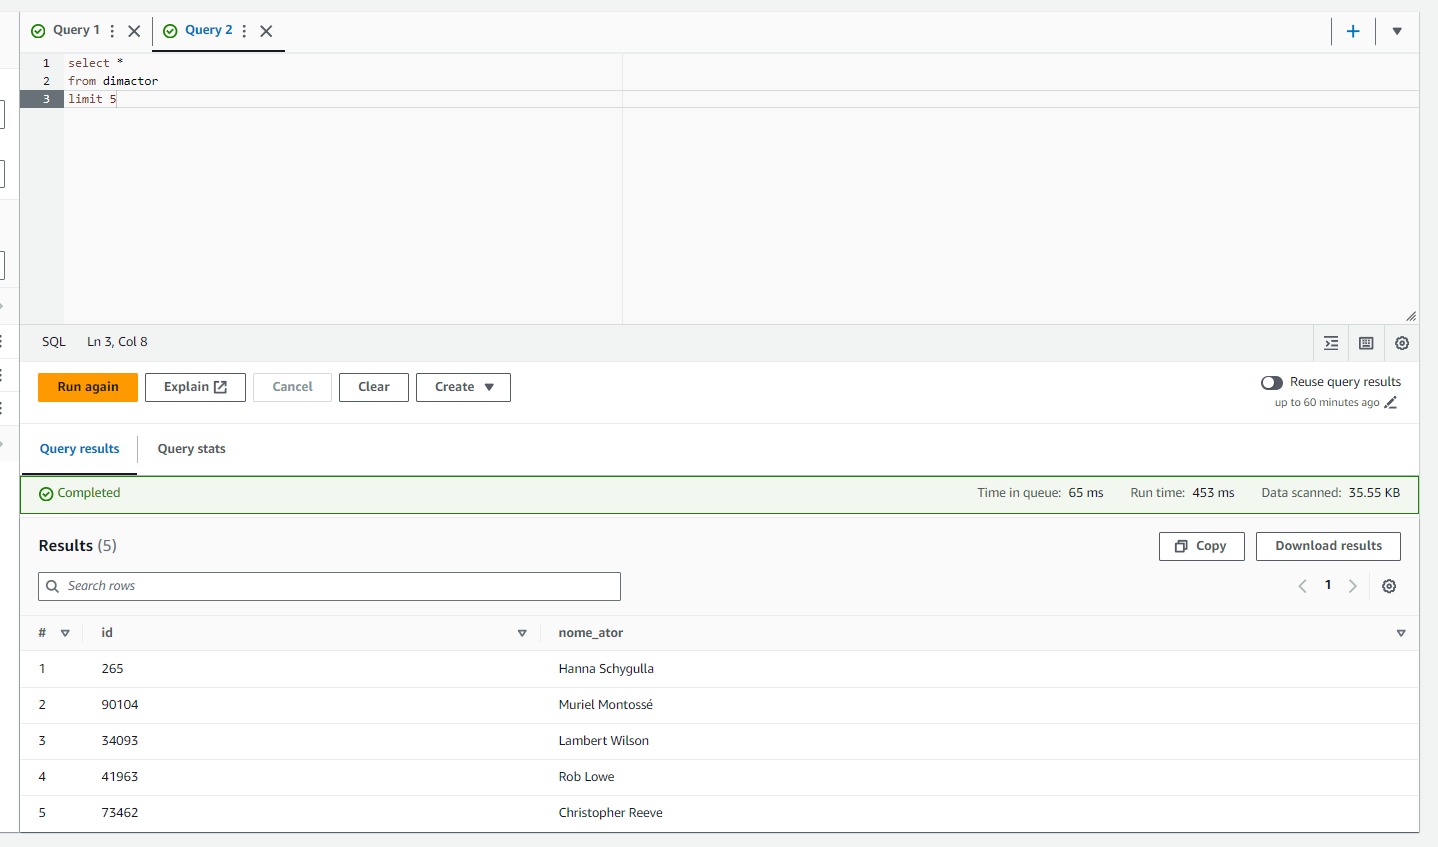 Query 1
Query 2
1 select *
2 from dimactor
3 limit 5
SQL Ln 3, Col 8
Run again Explain Cancel Clear Create
Reuse query results
up to 60 minutes ago
Query results Query stats
Completed Time in queue: 65 ms Run time: 453 ms Data scanned: 35.55 KB
Results (5) Copy Download results
Search rows 1
# id nome_ator
1 265 Hanna Schygulla
2 90104 Muriel Montossé
3 34093 Lambert Wilson
4 41963 Rob Lowe
5 73462 Christopher Reeve